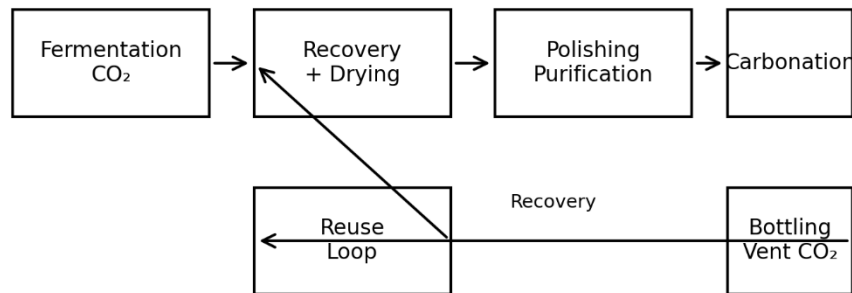 Fermentation
CO₂
Recovery
+ Drying
Polishing
Purification
Carbonation
Recovery
Reuse
Loop
Bottling
Vent CO₂